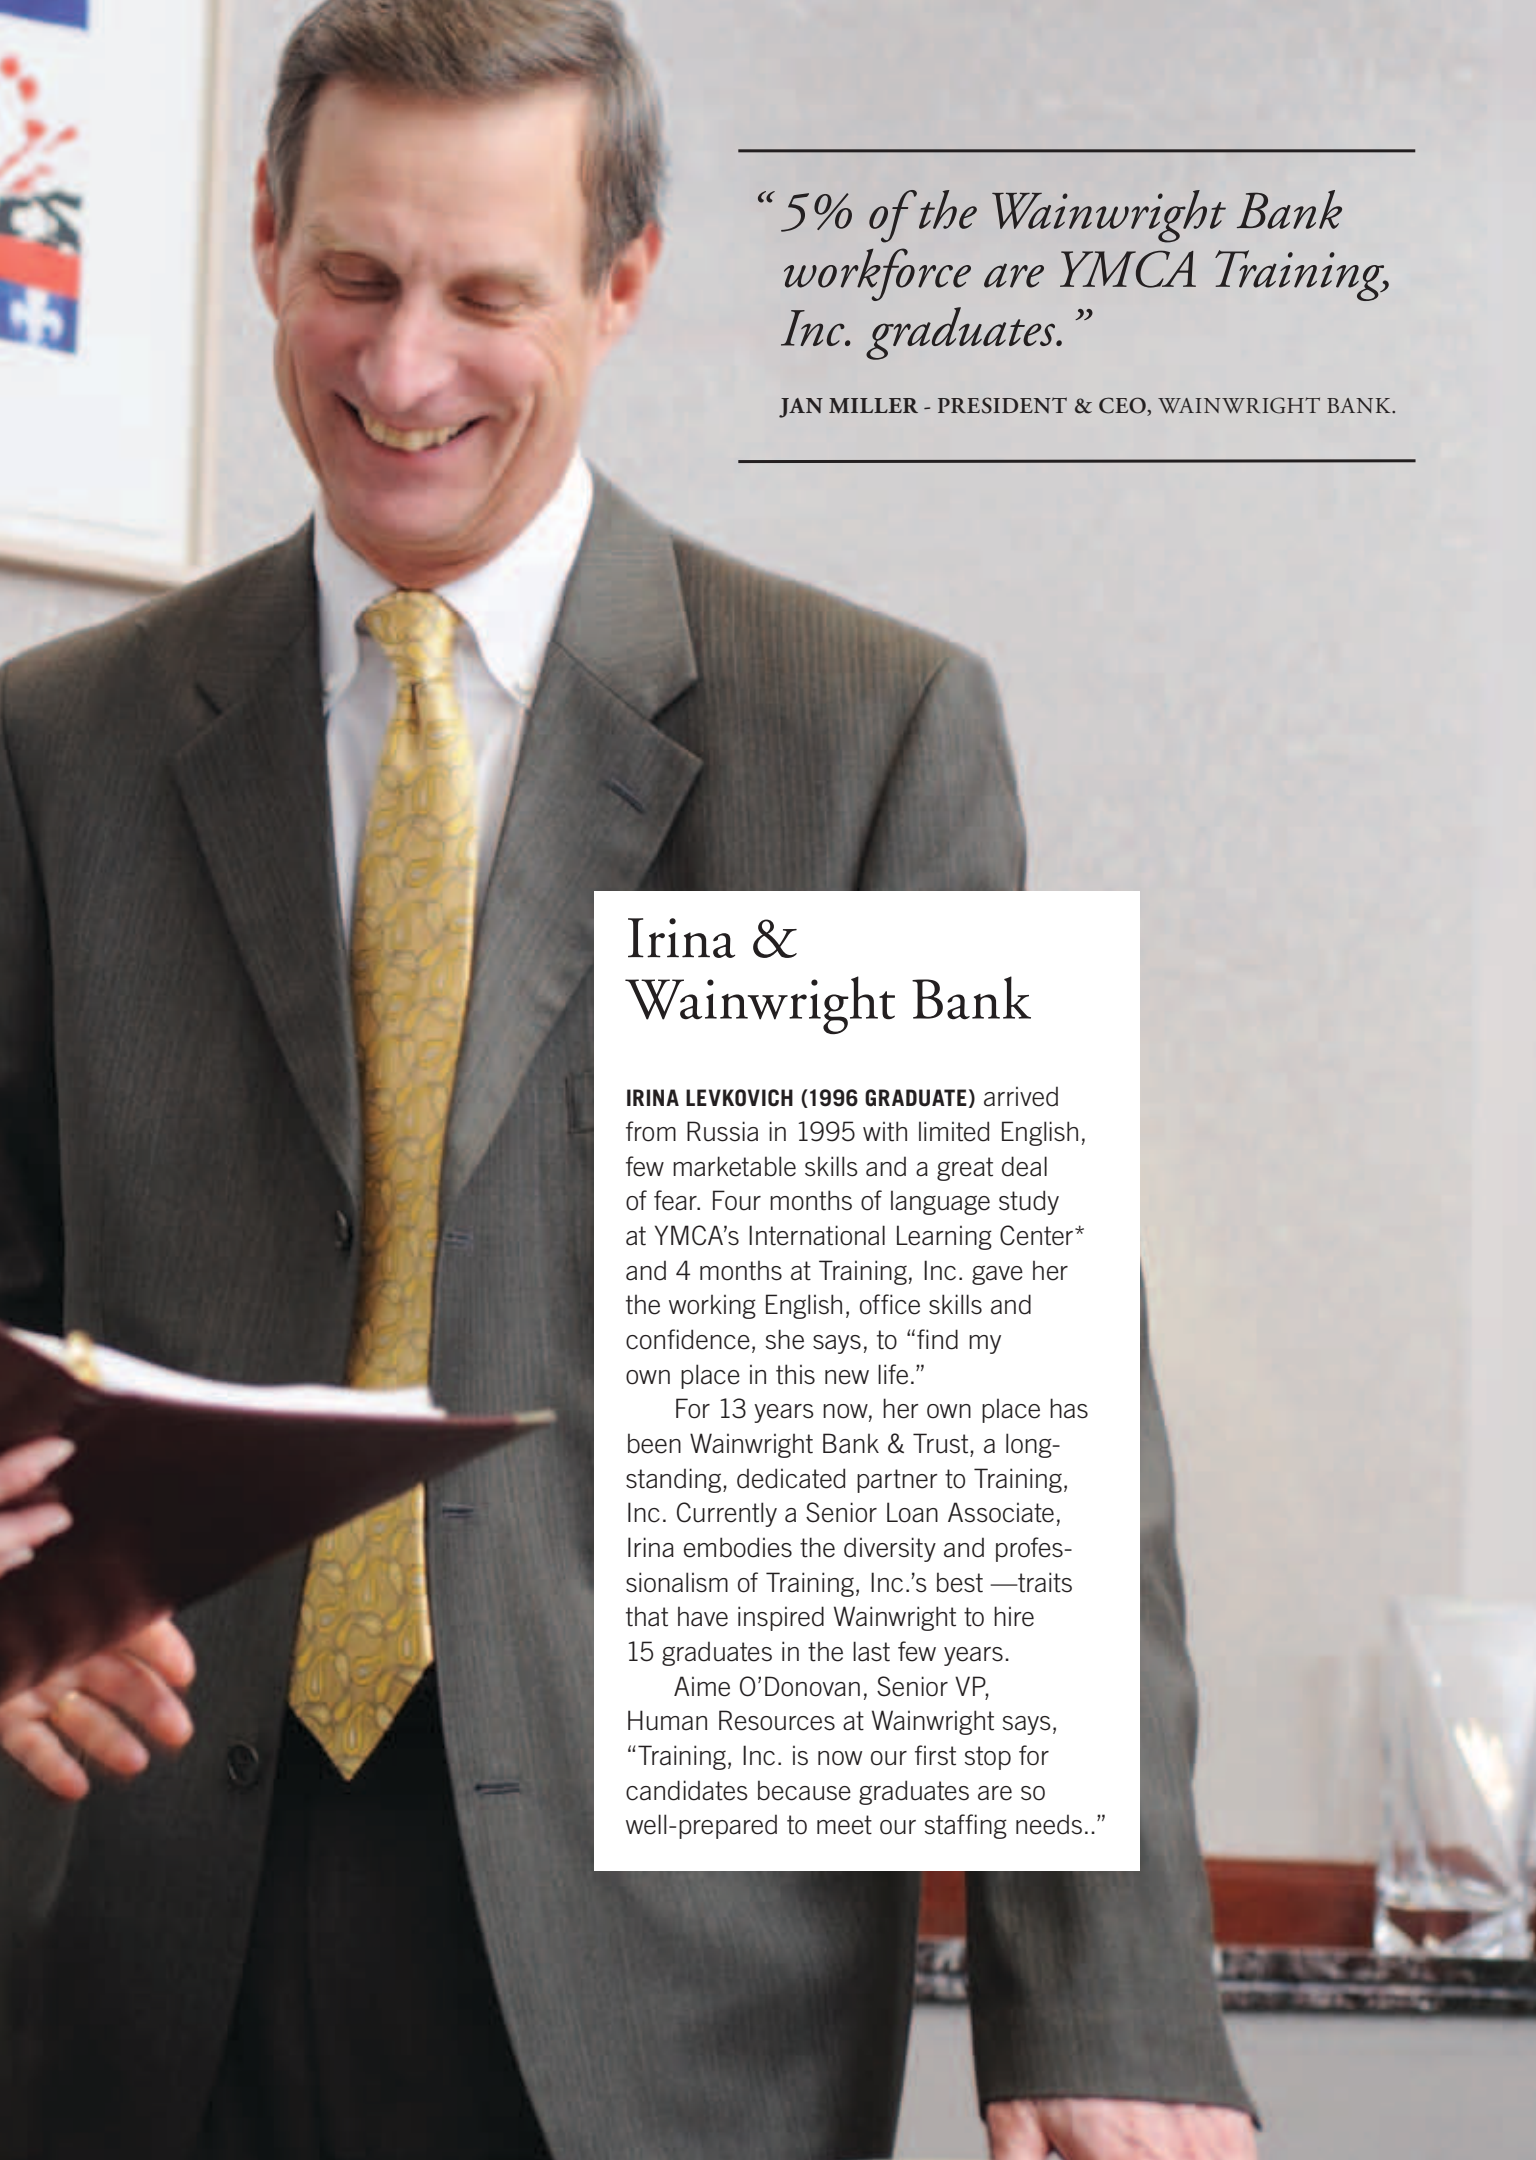 “ 5% of the Wainwright Bank
workforce are YMCA Training,
Inc. graduates.”
JAN MILLER - PRESIDENT & CEO, WAINWRIGHT BANK.
Irina &
Wainwright Bank
IRINA LEVKOVICH (1996 GRADUATE) arrived
from Russia in 1995 with limited English,
few marketable skills and a great deal
of fear. Four months of language study
at YMCA’s International Learning Center*
and 4 months at Training, Inc. gave her
the working English, office skills and
confidence, she says, to “find my
own place in this new life.”
For 13 years now, her own place has
been Wainwright Bank & Trust, a long-
standing, dedicated partner to Training,
Inc. Currently a Senior Loan Associate,
Irina embodies the diversity and profes-
sionalism of Training, Inc.’s best —traits
that have inspired Wainwright to hire
15 graduates in the last few years.
Aime O’Donovan, Senior VP,
Human Resources at Wainwright says,
“Training, Inc. is now our first stop for
candidates because graduates are so
well-prepared to meet our staffing needs..”